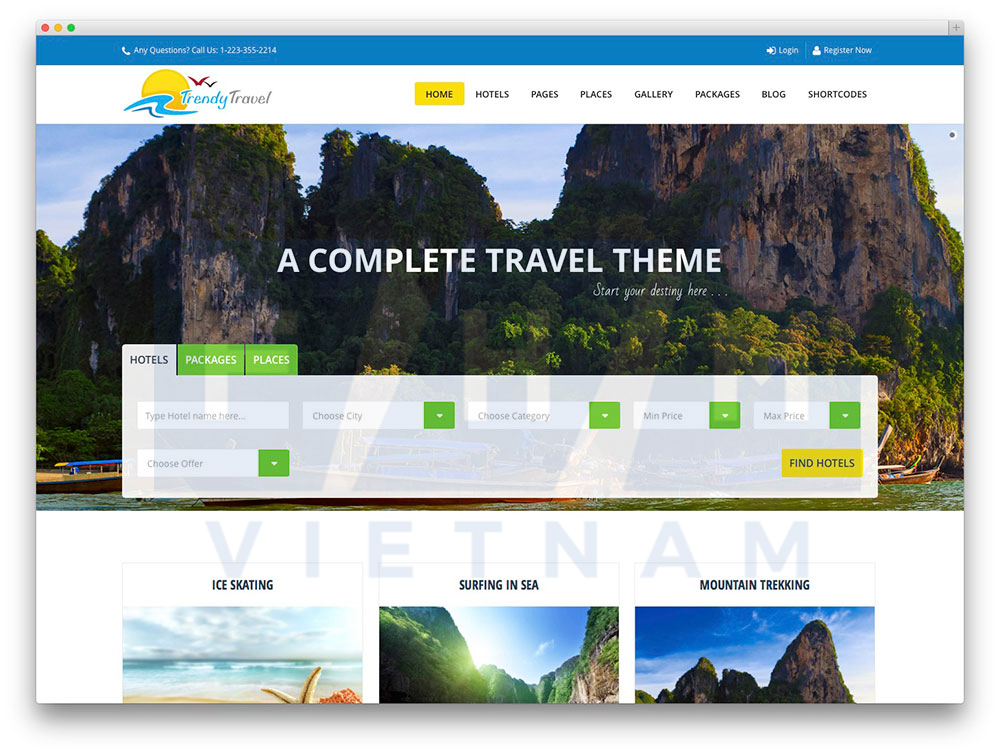 Any Questions? Call Us: 1-223-355-2214
Login
Register Now
TrendyTravel
HOME
HOTELS
PAGES
PLACES
GALLERY
PACKAGES
BLOG
SHORTCODES
A COMPLETE TRAVEL THEME
Start your destiny here . . .
HOTELS
PACKAGES
PLACES
Type Hotel name here...
Choose City
Choose Category
Min Price
Max Price
Choose Offer
FIND HOTELS
VIETNAM
ICE SKATING
SURFING IN SEA
MOUNTAIN TREKKING